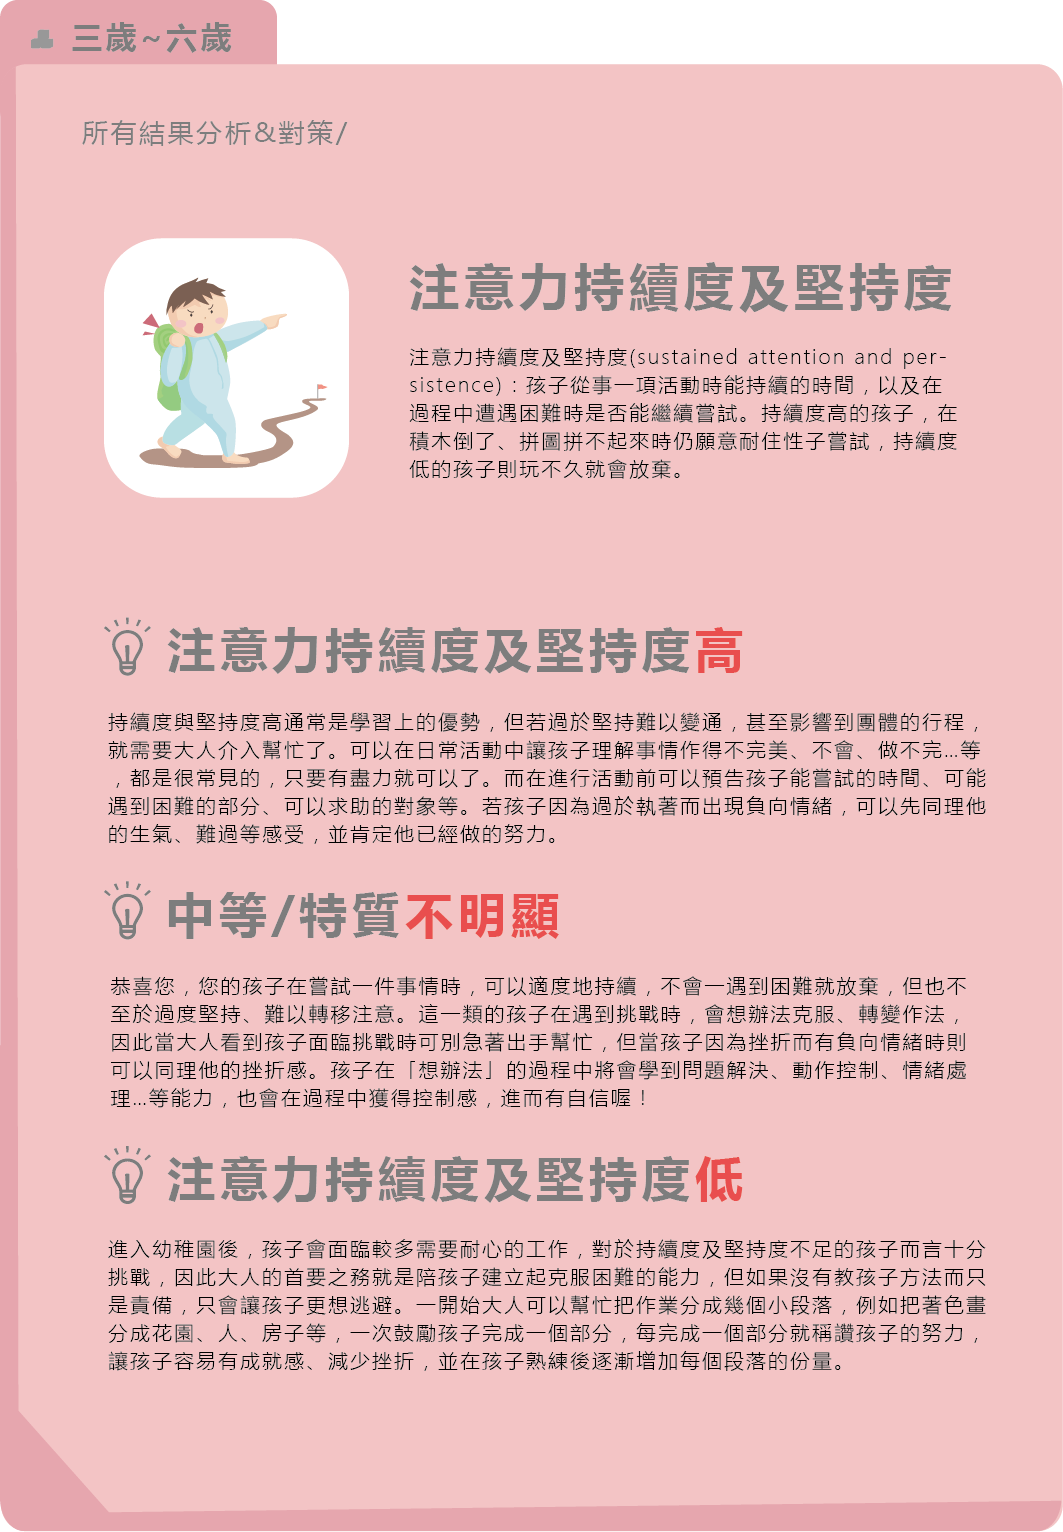 三歲~六歲
所有結果分析&對策/
注意力持續度及堅持度
注意力持續度及堅持度(sustained attention and per-
sistence)：孩子從事一項活動時能持續的時間，以及在
過程中遭遇困難時是否能繼續嘗試。持續度高的孩子，在
積木倒了、拼圖拼不起來時仍願意耐住性子嘗試，持續度
低的孩子則玩不久就會放棄。
注意力持續度及堅持度高
持續度與堅持度高通常是學習上的優勢，但若過於堅持難以變通，甚至影響到團體的行程，
就需要大人介入幫忙了。可以在日常活動中讓孩子理解事情作得不完美、不會、做不完...等
，都是很常見的，只要有盡力就可以了。而在進行活動前可以預告孩子能嘗試的時間、可能
遇到困難的部分、可以求助的對象等。若孩子因為過於執著而出現負向情緒，可以先同理他
的生氣、難過等感受，並肯定他已經做的努力。
中等/特質不明顯
恭喜您，您的孩子在嘗試一件事情時，可以適度地持續，不會一遇到困難就放棄，但也不
至於過度堅持、難以轉移注意。這一類的孩子在遇到挑戰時，會想辦法克服、轉變作法，
因此當大人看到孩子面臨挑戰時可別急著出手幫忙，但當孩子因為挫折而有負向情緒時則
可以同理他的挫折感。孩子在「想辦法」的過程中將會學到問題解決、動作控制、情緒處
理...等能力，也會在過程中獲得控制感，進而有自信喔！
注意力持續度及堅持度低
進入幼稚園後，孩子會面臨較多需要耐心的工作，對於持續度及堅持度不足的孩子而言十分
挑戰，因此大人的首要之務就是陪孩子建立起克服困難的能力，但如果沒有教孩子方法而只
是責備，只會讓孩子更想逃避。一開始大人可以幫忙把作業分成幾個小段落，例如把著色畫
分成花園、人、房子等，一次鼓勵孩子完成一個部分，每完成一個部分就稱讚孩子的努力，
讓孩子容易有成就感、減少挫折，並在孩子熟練後逐漸增加每個段落的份量。